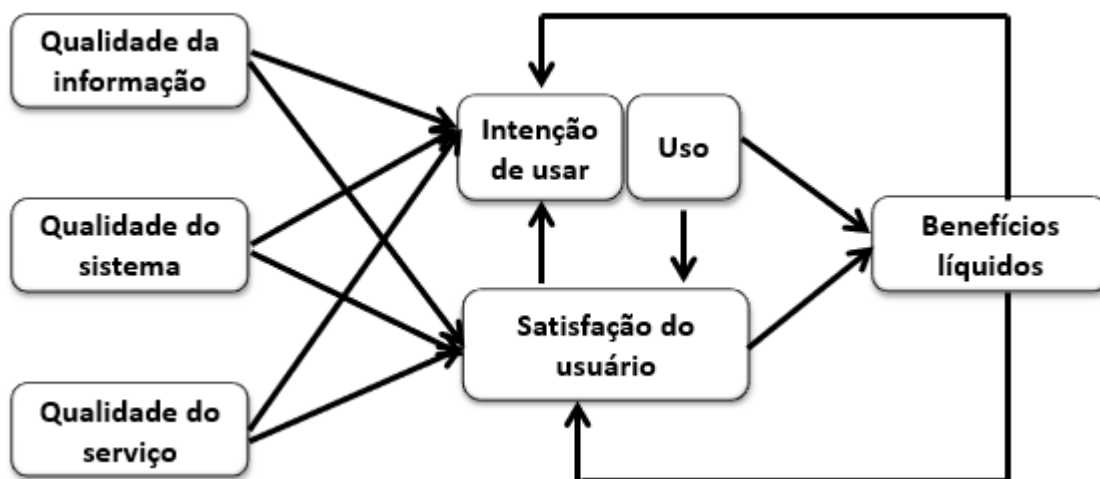 Qualidade da
informação
Intenção
de usar
Uso
Qualidade do
sistema
Benefícios
líquidos
Satisfação do
usuário
Qualidade do
serviço